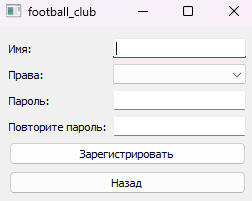 football_club
Имя:
Права:
Пароль:
Повторите пароль:
Зарегистрировать
Назад